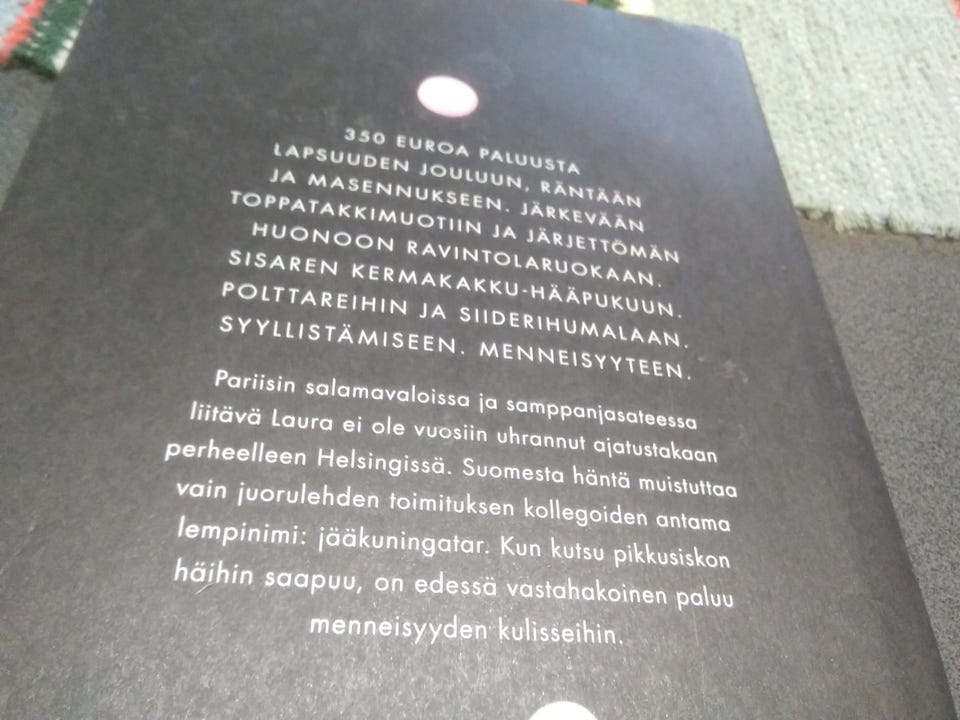 350 EUROA PALUUSTA
LAPSUUDEN JOULUUN, RÄNTÄÄN
JA MASENNUKSEEN. JÄRKEVÄÄN
TOPPATAKKIMUOTIIN JA JÄRJETTÖMÄN
HUONOON RAVINTOLARUOKAAN.
SISAREN KERMAKAKKU-HÄÄPUKUUN.
POLTTAREIHIN JA SIIDERIHUMALAAN.
SYYLLISTÄMISEEN. MENNEISYYTEEN.
Pariisin salamavaloissa ja samppanjasateessa
liitävä Laura ei ole vuosiin uhrannut ajatustakaan
perheelleen Helsingissä. Suomesta häntä muistuttaa
vain juorulehden toimituksen kollegoiden antama
lempinimi: jääkuningatar. Kun kutsu pikkusiskon
häihin saapuu, on edessä vastahakoinen paluu
menneisyyden kulisseihin.